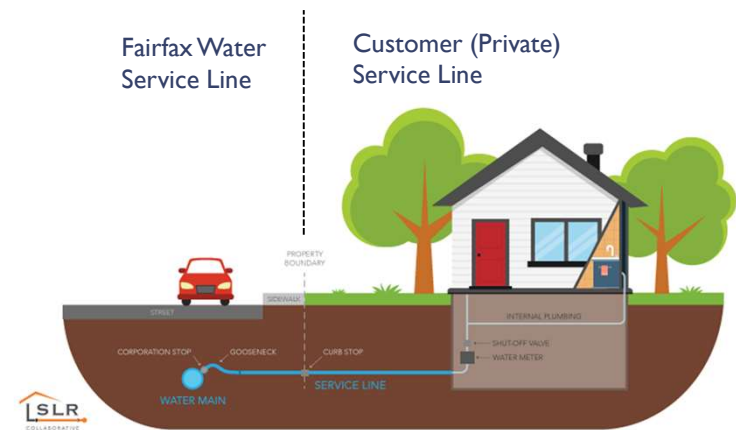 Fairfax Water
Service Line
Customer (Private)
Service Line
PROPERTY
BOUNDARY
SIDEWALK
STREET
INTERNAL PLUMBING
CORPORATION STOP
GOOSENECK
CURB STOP
SHUT-OFF VALVE
WATER METER
SERVICE LINE
WATER MAIN
LSLR
COLLABORATIVE